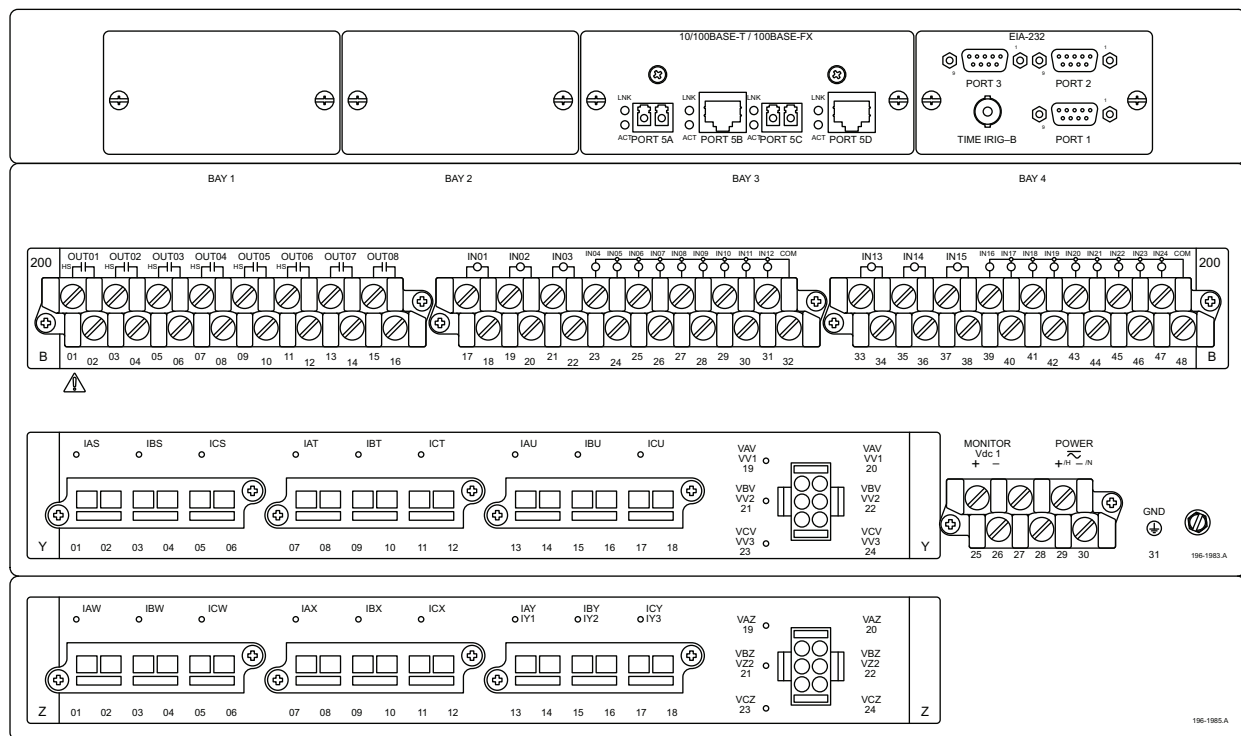 10/100BASE-T / 100BASE-FX
EIA-232
1 1
9 9
PORT 3 PORT 2
LNK LNK LNK LNK
1
9
ACT PORT 5A ACT PORT 5B ACT PORT 5C ACT PORT 5D
TIME IRIG–B PORT 1
BAY 1 BAY 2 BAY 3 BAY 4
200 OUT01 OUT02 OUT03 OUT04 OUT05 OUT06 OUT07 OUT08 IN01 IN02 IN03 IN04 IN05 IN06 IN07 IN08 IN09 IN10 IN11 IN12 COM IN13 IN14 IN15 IN16 IN17 IN18 IN19 IN20 IN21 IN22 IN23 IN24 COM 200
HS HS HS HS HS HS
B 01 02 03 04 05 06 07 08 09 10 11 12 13 14 15 16 17 18 19 20 21 22 23 24 25 26 27 28 29 30 31 32 33 34 35 36 37 38 39 40 41 42 43 44 45 46 47 48 B
IAS IBS ICS IAT IBT ICT IAU IBU ICU
VAV VAV
VV1 VV1
19 20
VBV VBV
VV2 VV2
21 22
VCV VCV
VV3 VV3
23 24
MONITOR POWER
Vdc 1
+ – +/H –/N
GND
Y 01 02 03 04 05 06 07 08 09 10 11 12 13 14 15 16 17 18 Y
25 26 27 28 29 30 31 196-1983.A
IAW IBW ICW IAX IBX ICX IAY IBY ICY
IY1 IY2 IY3
VAZ VAZ
19 20
VBZ VBZ
VZ2 VZ2
21 22
VCZ VCZ
23 24
Z 01 02 03 04 05 06 07 08 09 10 11 12 13 14 15 16 17 18 Z
196-1985.A